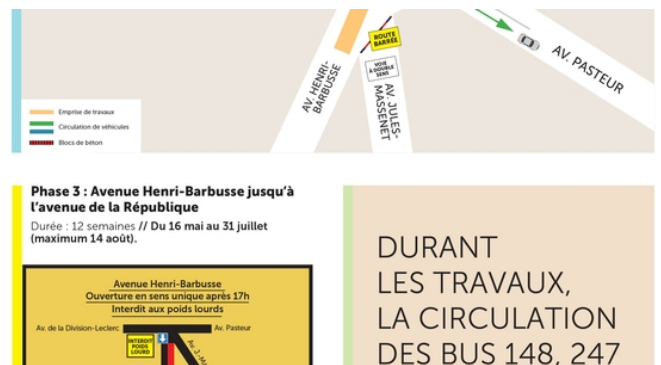 ROUTE
BARRÉE
VOIE
À DOUBLE
SENS
AV. PASTEUR
AV. HENRI-
BARBUSSE
AV. JULES-
MASSENET
Emprise de travaux
Circulation de véhicules
Blocs de béton
Phase 3 : Avenue Henri-Barbusse jusqu’à
l’avenue de la République
Durée : 12 semaines // Du 16 mai au 31 juillet
(maximum 14 août).
Avenue Henri-Barbusse
Ouverture en sens unique après 17h
Interdit aux poids lourds
Av. de la Division-Leclerc
Av. Pasteur
INTERDIT
POIDS
LOURD
DURANT
LES TRAVAUX,
LA CIRCULATION
DES BUS 148, 247